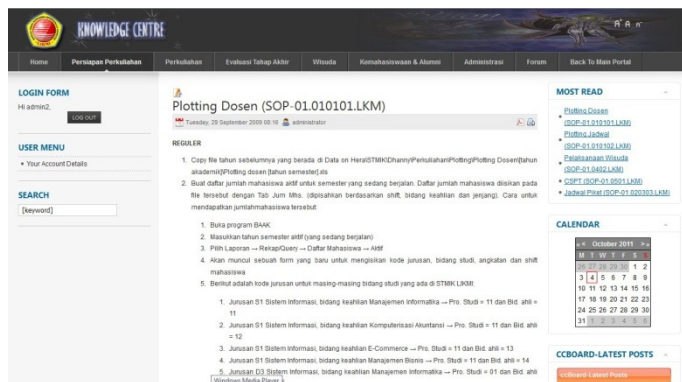 KNOWLEDGE CENTRE
A A A
Home Persiapan Perkuliahan Perkuliahan Evaluasi Tahap Akhir Wisuda Kemahasiswaan & Alumni Administrasi Forum Back To Main Portal
LOGIN FORM
Hi admin2,
LOG OUT
USER MENU
Your Account Details
SEARCH
[keyword]
Plotting Dosen (SOP-01.010101.LKM)
Tuesday, 29 September 2009 08:16 administrator
REGULER
1. Copy file tahun sebelumnya yang berada di Data on Hera\STMIK\Dhanny\Perkuliahan\Plotting\Plotting Dosen\[tahun
akademik]\Plotting dosen [tahun semester].xls
2. Buat daftar jumlah mahasiswa aktif untuk semester yang sedang berjalan. Daftar jumlah mahasiswa diisikan pada
file tersebut dengan Tab Jum Mhs. (dipisahkan berdasarkan shift, bidang keahlian dan jenjang). Cara untuk
mendapatkan jumlahmahasiswa tersebut:
1. Buka program BAAK
2. Masukkan tahun semester aktif (yang sedang berjalan)
3. Pilih Laporan → Rekap/Query → Daftar Mahasiswa → Aktif
4. Akan muncul sebuah form yang baru untuk mengisikan kode jurusan, bidang studi, angkatan dan shift
mahasiswa
5. Berikut adalah kode jurusan untuk masing-masing bidang studi yang ada di STMIK LIKMI:
1. Jurusan S1 Sistem Informasi, bidang keahlian Manajemen Informatika → Pro. Studi = 11 dan Bid. ahli =
11
2. Jurusan S1 Sistem Informasi, bidang keahlian Komputerisasi Akuntansi → Pro. Studi = 11 dan Bid. ahli
= 12
3. Jurusan S1 Sistem Informasi, bidang keahlian E-Commerce → Pro. Studi = 11 dan Bid. ahli = 13
4. Jurusan S1 Sistem Informasi, bidang keahlian Manajemen Bisnis → Pro. Studi = 11 dan Bid. ahli = 14
5. Jurusan D3 Sistem Informasi, bidang keahlian Manajemen Informatika → Pro. Studi = 01 dan Bid. ahli
Windows Media Player
MOST READ
Plotting Dosen
(SOP-01.010101.LKM)
Plotting Jadwal
(SOP-01.010102.LKM)
Pelaksanaan Wisuda
(SOP-01.0402.LKM)
CSPT (SOP-01.0501.LKM)
Jadwal Piket (SOP-01.020303.LKM)
CALENDAR
« < October 2011 > »
M T W T F S S
26 27 28 29 30 1 2
3 4 5 6 7 8 9
10 11 12 13 14 15 16
17 18 19 20 21 22 23
24 25 26 27 28 29 30
31 1 2 3 4 5 6
CCBOARD-LATEST POSTS
ccBoard-Latest Posts